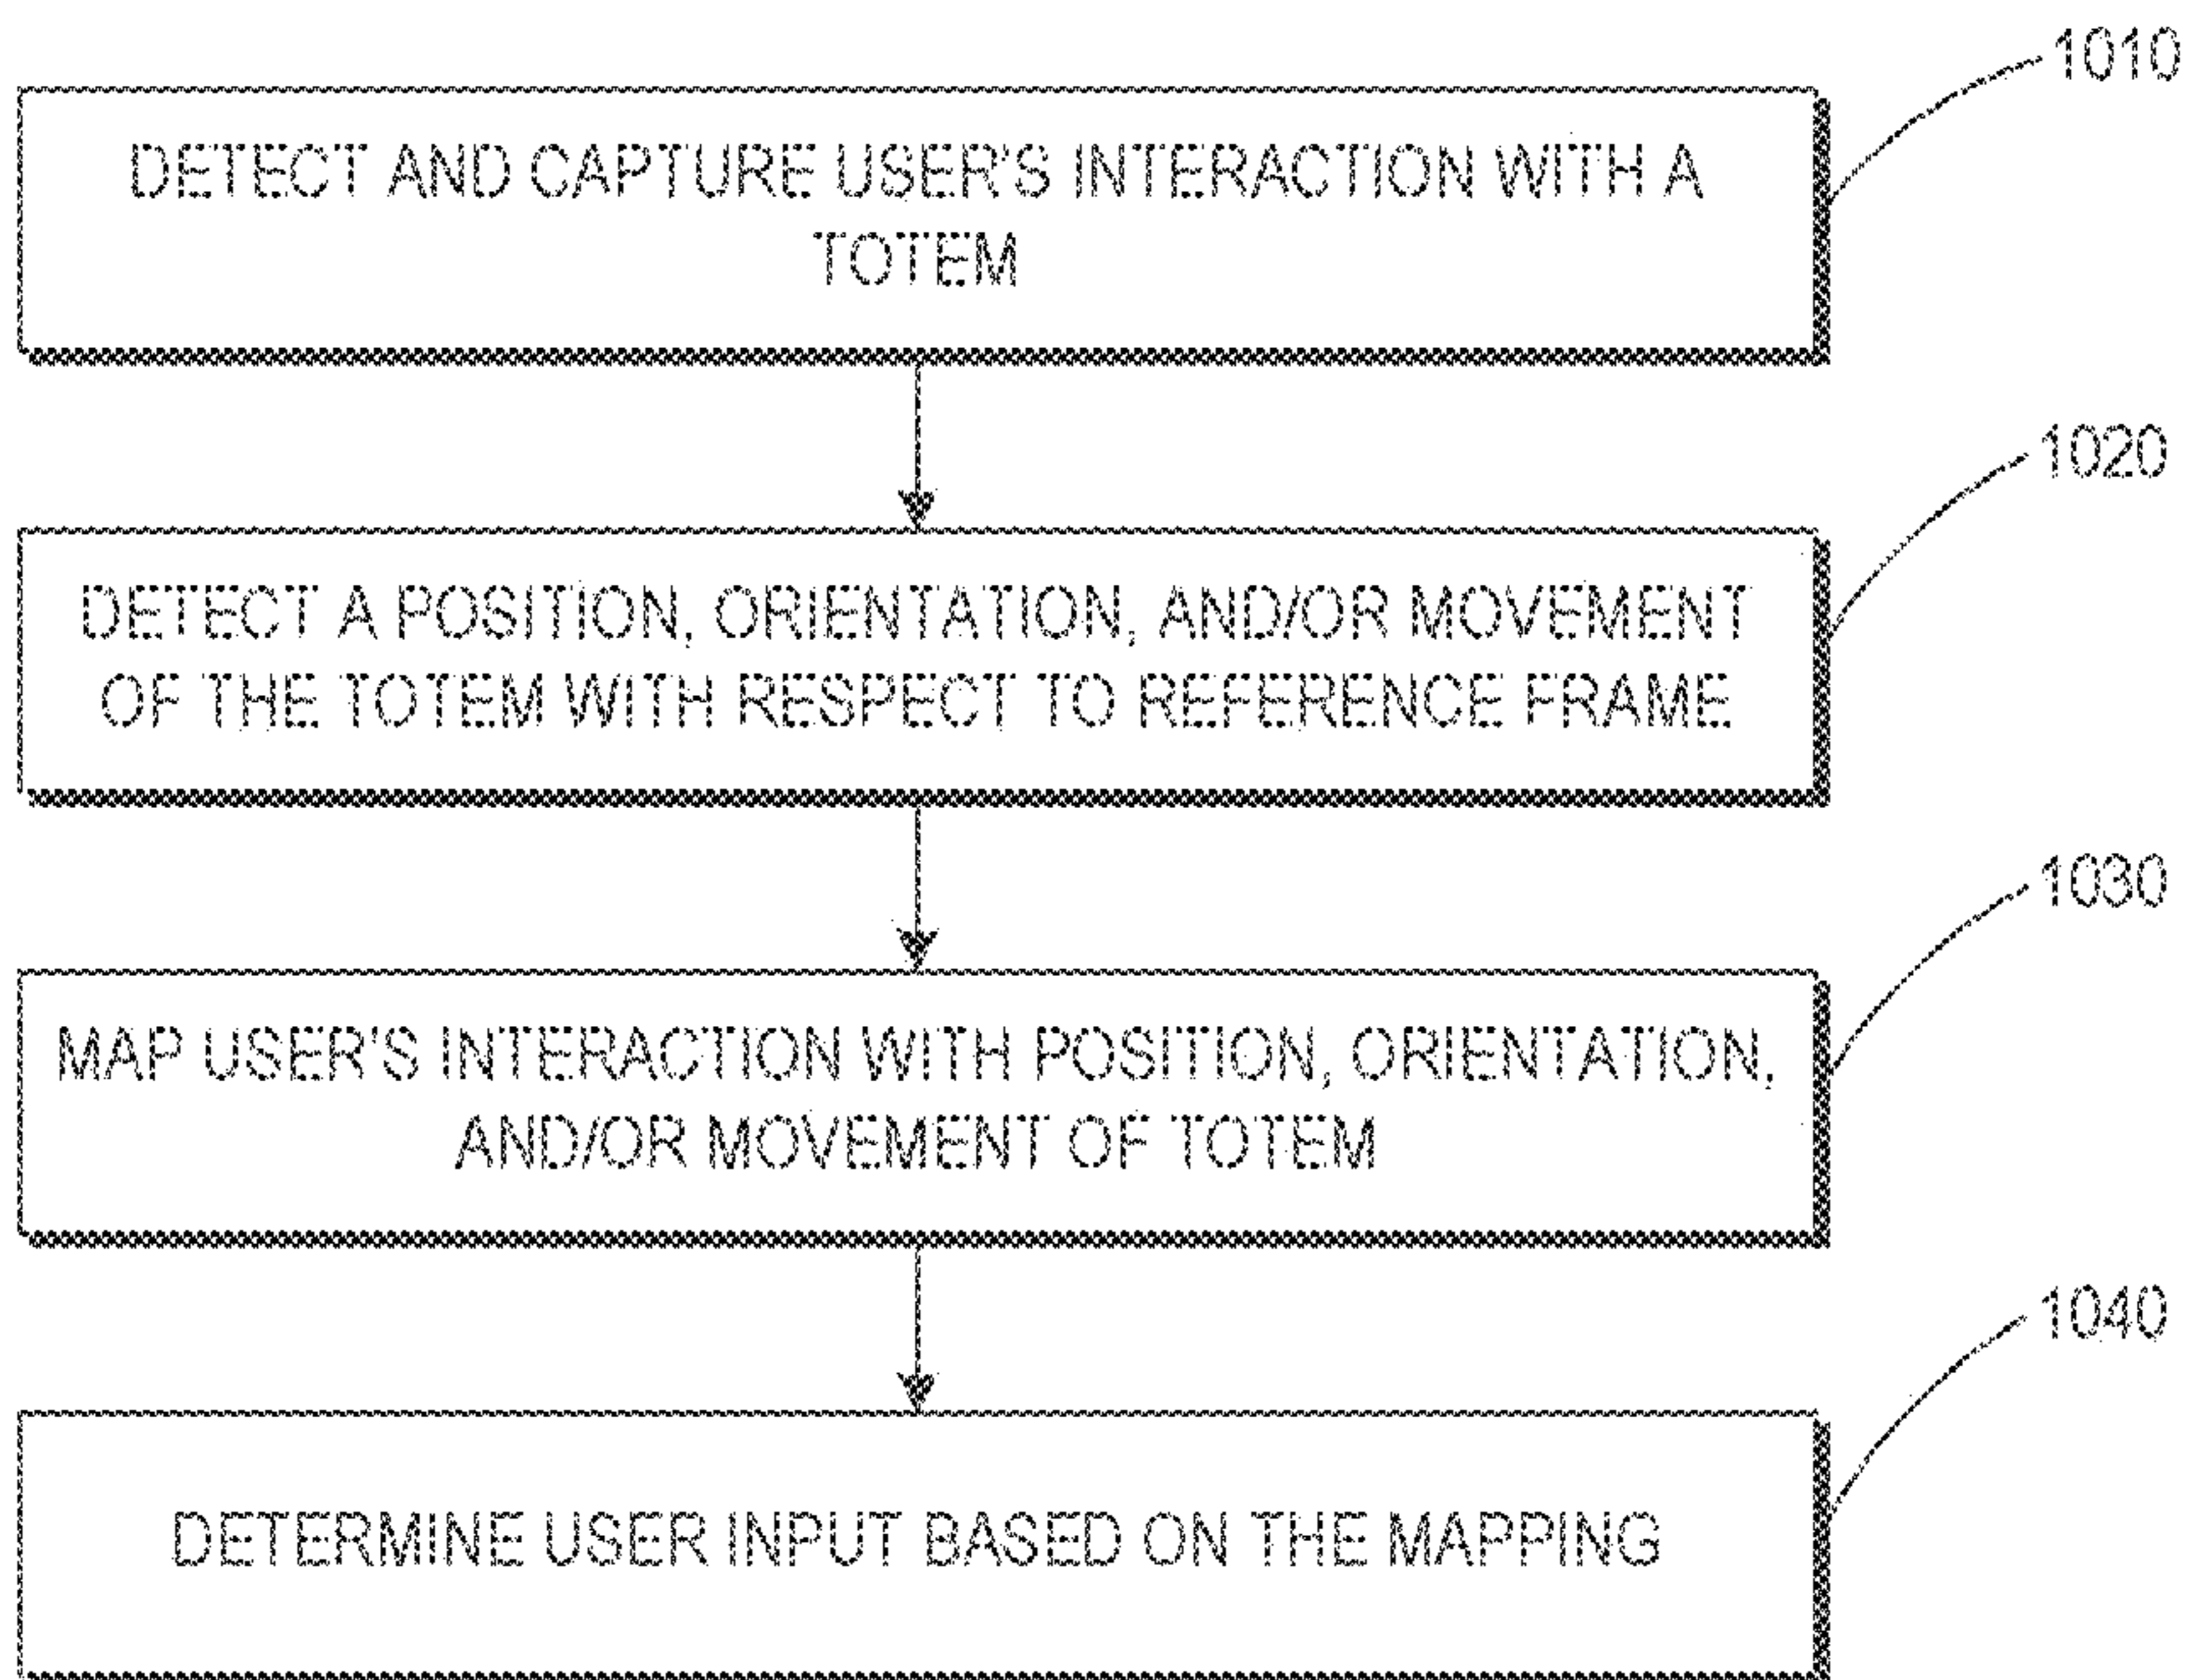 1010
DETECT AND CAPTURE USER'S INTERACTION WITH A
TOTEM
1020
DETECT A POSITION, ORIENTATION, AND/OR MOVEMENT
OF THE TOTEM WITH RESPECT TO REFERENCE FRAME
1030
MAP USER'S INTERACTION WITH POSITION, ORIENTATION,
AND/OR MOVEMENT OF TOTEM
1040
DETERMINE USER INPUT BASED ON THE MAPPING